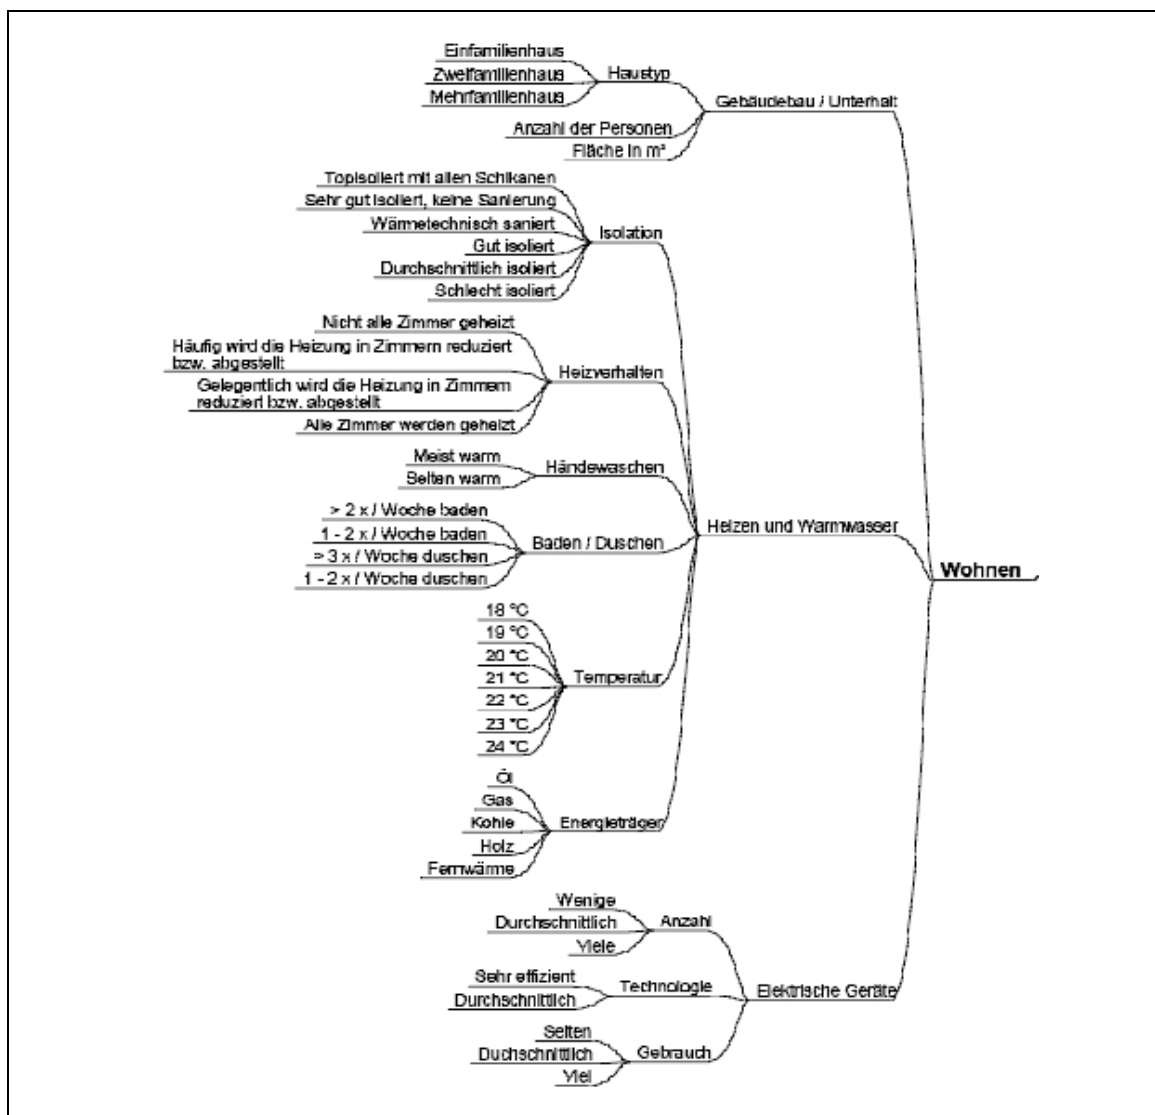 Einfamilienhaus
Zweifamilienhaus
Mehrfamilienhaus
Haustyp
Anzahl der Personen
Fläche in m²
Gebäudebau / Unterhalt
Topisoliert mit allen Schikanen
Sehr gut isoliert, keine Sanierung
Wärmetechnisch saniert
Gut isoliert
Durchschnittlich isoliert
Schlecht isoliert
Isolation
Nicht alle Zimmer geheizt
Häufig wird die Heizung in Zimmern reduziert
bzw. abgestellt
Gelegentlich wird die Heizung in Zimmern
reduziert bzw. abgestellt
Alle Zimmer werden geheizt
Heizverhalten
Meist warm
Selten warm
Händewaschen
> 2 x / Woche baden
1 - 2 x / Woche baden
> 3 x / Woche duschen
1 - 2 x / Woche duschen
Baden / Duschen
18 °C
19 °C
20 °C
21 °C
22 °C
23 °C
24 °C
Temperatur
Öl
Gas
Kohle
Holz
Fernwärme
Energieträger
Heizen und Warmwasser
Wenige
Durchschnittlich
Viele
Anzahl
Sehr effizient
Durchschnittlich
Technologie
Selten
Duchschnittlich
Viel
Gebrauch
Elektrische Geräte
Wohnen